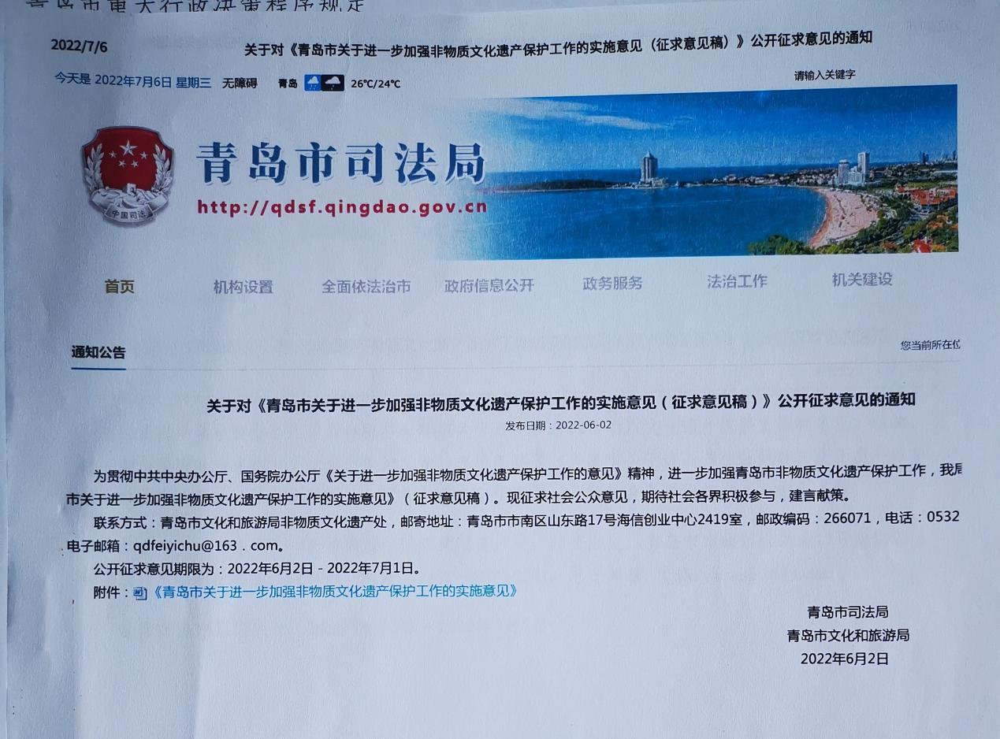 青岛市重大行政决策程序规定
2022/7/6 关于对《青岛市关于进一步加强非物质文化遗产保护工作的实施意见（征求意见稿）》公开征求意见的通知
今天是 2022年7月6日 星期三 无障碍 青岛 26℃/24℃ 请输入关键字
青岛市司法局
http://qdsf.qingdao.gov.cn
中国司法
首页 机构设置 全面依法治市 政府信息公开 政务服务 法治工作 机关建设
通知公告 您当前所在位
关于对《青岛市关于进一步加强非物质文化遗产保护工作的实施意见（征求意见稿）》公开征求意见的通知
发布日期：2022-06-02
为贯彻中共中央办公厅、国务院办公厅《关于进一步加强非物质文化遗产保护工作的意见》精神，进一步加强青岛市非物质文化遗产保护工作，我局
市关于进一步加强非物质文化遗产保护工作的实施意见》（征求意见稿）。现征求社会公众意见，期待社会各界积极参与，建言献策。
联系方式：青岛市文化和旅游局非物质文化遗产处，邮寄地址：青岛市市南区山东路17号海信创业中心2419室，邮政编码：266071，电话：0532
电子邮箱：qdfeiyichu@163．com。
公开征求意见期限为：2022年6月2日－2022年7月1日。
附件：《青岛市关于进一步加强非物质文化遗产保护工作的实施意见》
青岛市司法局
青岛市文化和旅游局
2022年6月2日